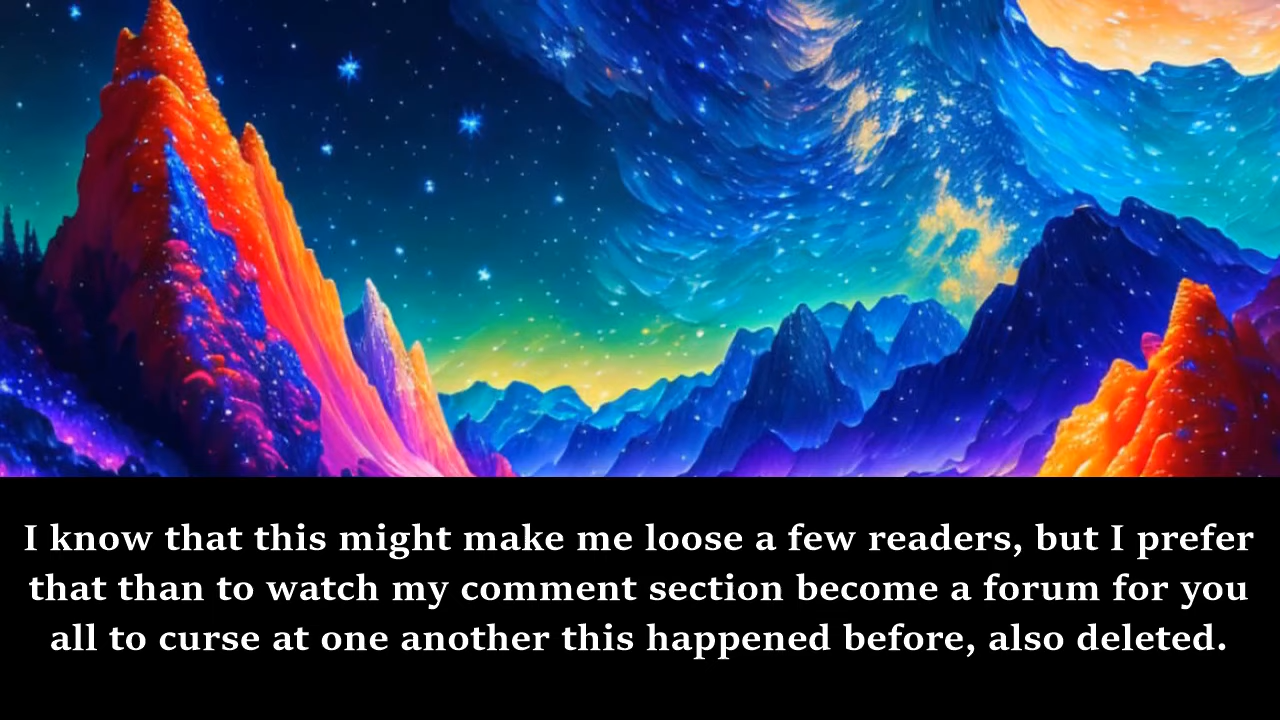 I know that this might make me loose a few readers, but I prefer
that than to watch my comment section become a forum for you
all to curse at one another this happened before, also deleted.